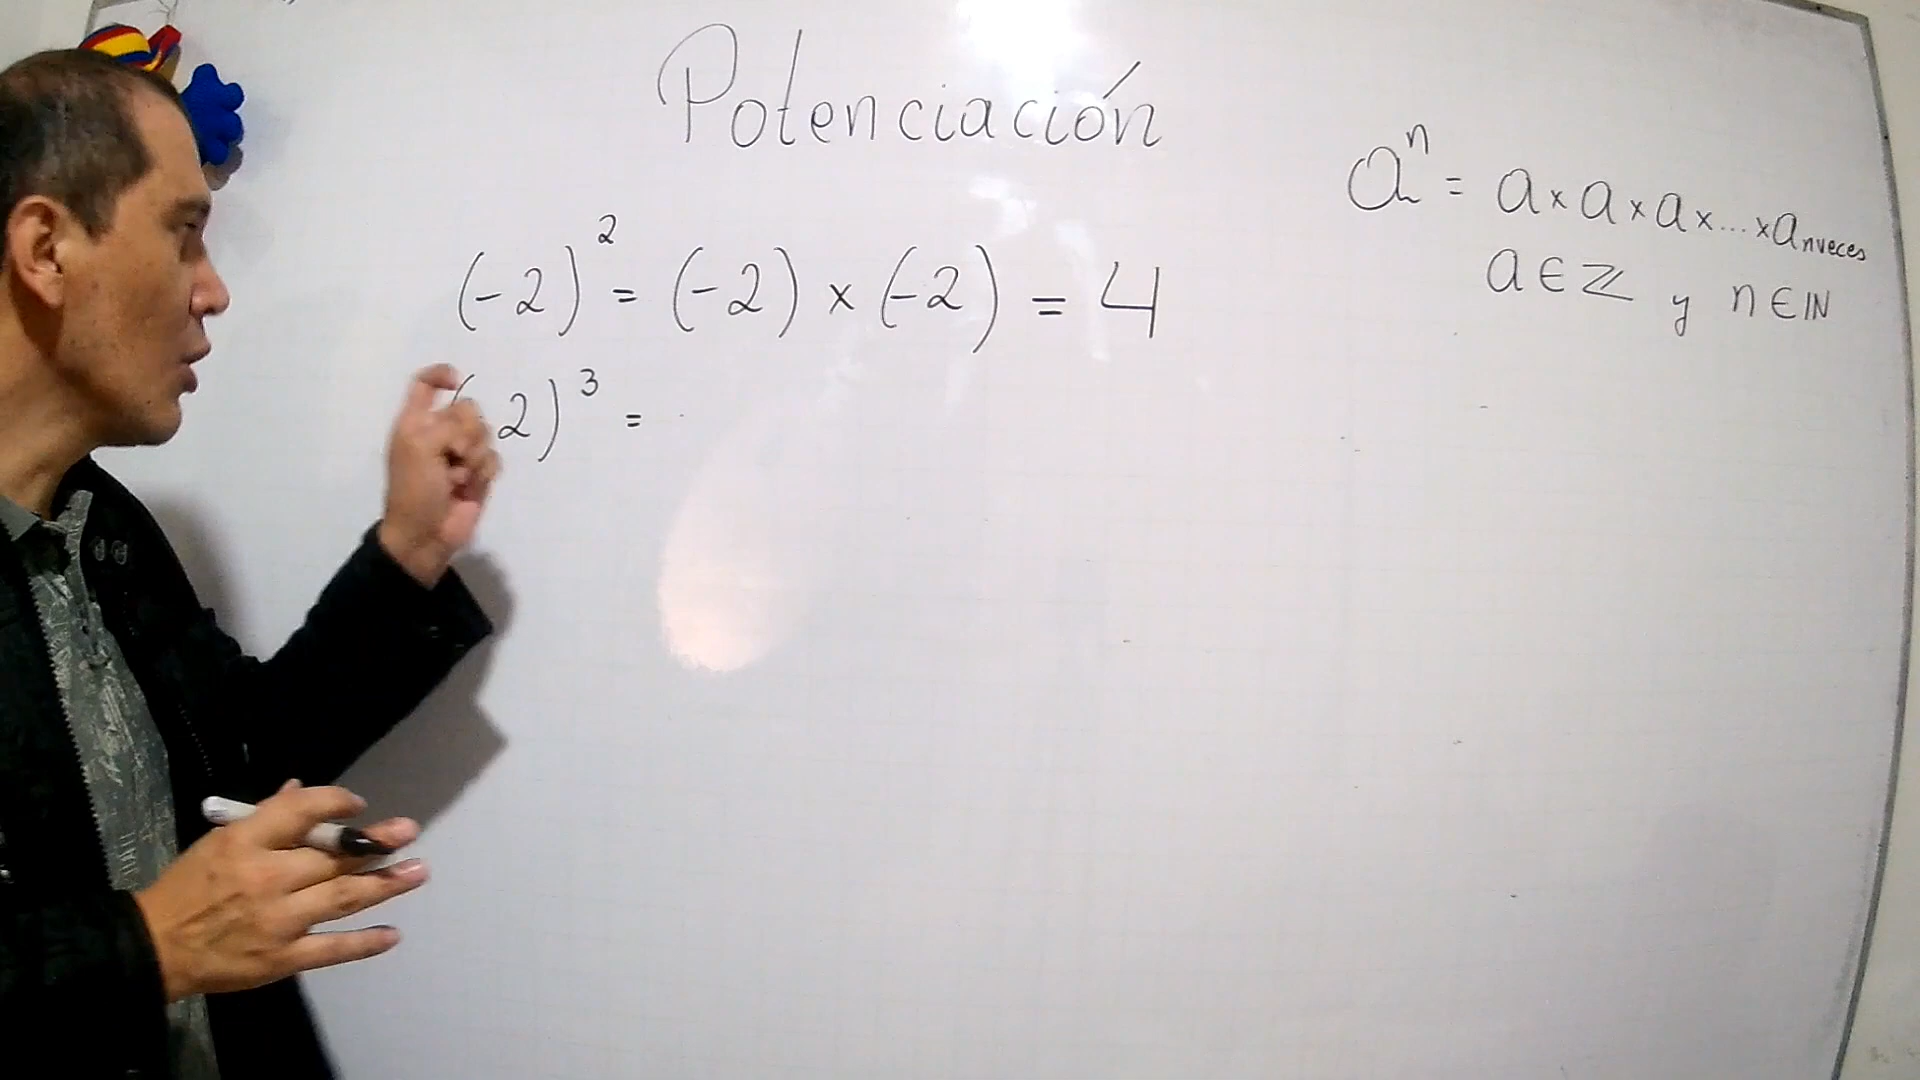 Potenciación
aⁿ = a × a × a × ... × a n veces
a ∈ ℤ y n ∈ ℕ
(-2)² = (-2) × (-2) = 4
2)³ =